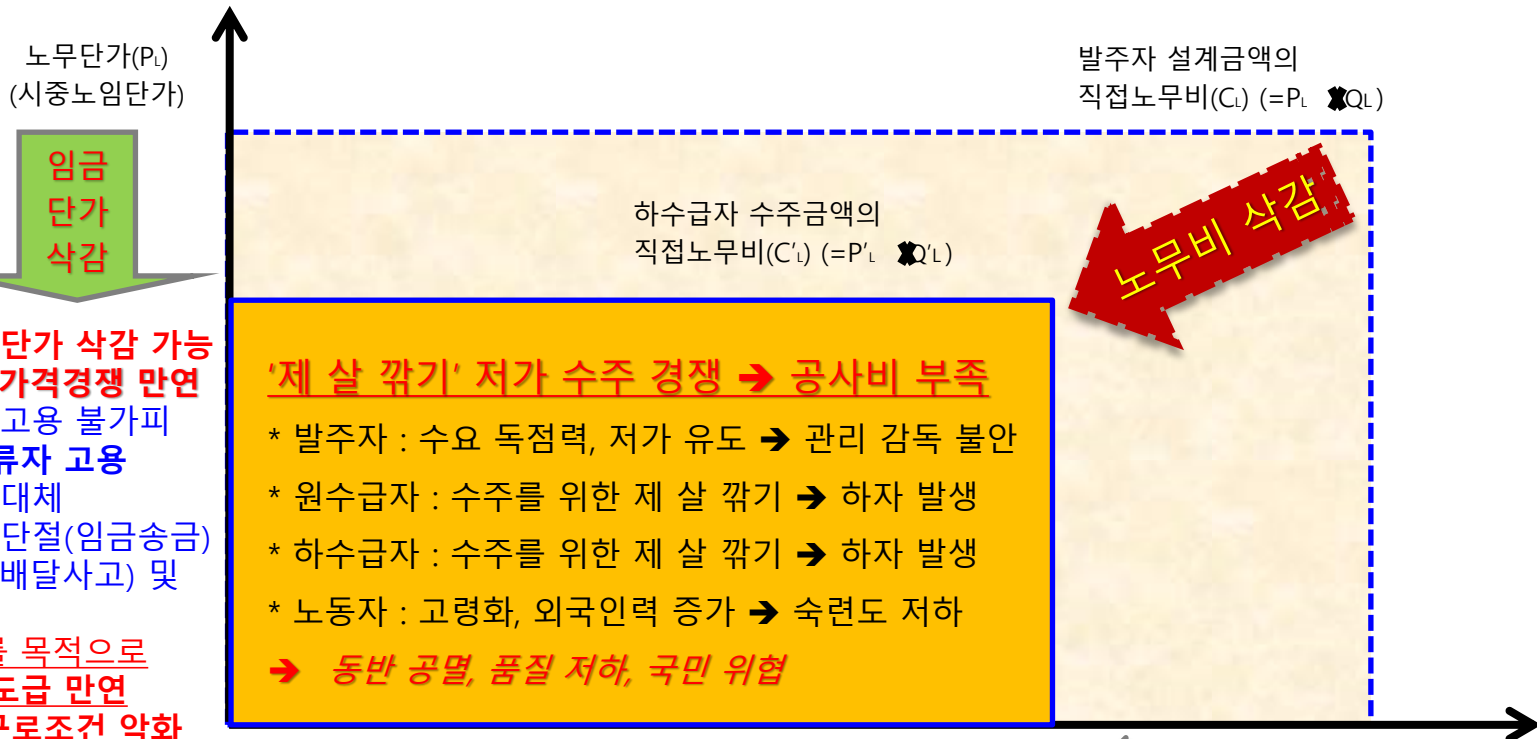 노무단가(PL)
(시중노임단가)
발주자 설계금액의
직접노무비(CL) (=PL ✖QL)
임금
단가
삭감
노무비 삭감
하수급자 수주금액의
직접노무비(C'L) (=P'L ✖Q'L)
단가 삭감 가능
가격경쟁 만연
고용 불가피
류자 고용
대체
단절(임금송금)
배달사고) 및
를 목적으로
도급 만연
근로조건 악화
'제 살 깎기' 저가 수주 경쟁 ➔ 공사비 부족
* 발주자 : 수요 독점력, 저가 유도 ➔ 관리 감독 불안
* 원수급자 : 수주를 위한 제 살 깎기 ➔ 하자 발생
* 하수급자 : 수주를 위한 제 살 깎기 ➔ 하자 발생
* 노동자 : 고령화, 외국인력 증가 ➔ 숙련도 저하
➔ 동반 공멸, 품질 저하, 국민 위협